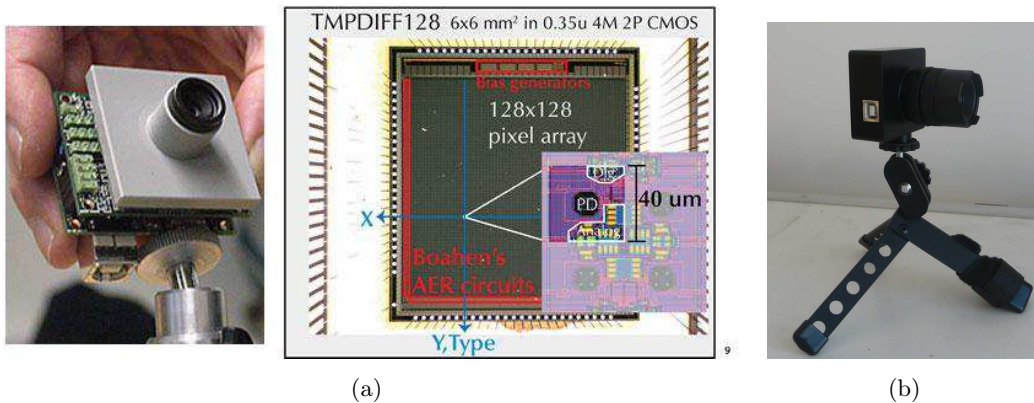 TMPDIFF128 6x6 mm² in 0.35u 4M 2P CMOS
Bias generators
128x128
pixel array
Dig
40 um
PD
X
Analog
Boahen's
AER circuits
Y,Type
9
(a)
(b)